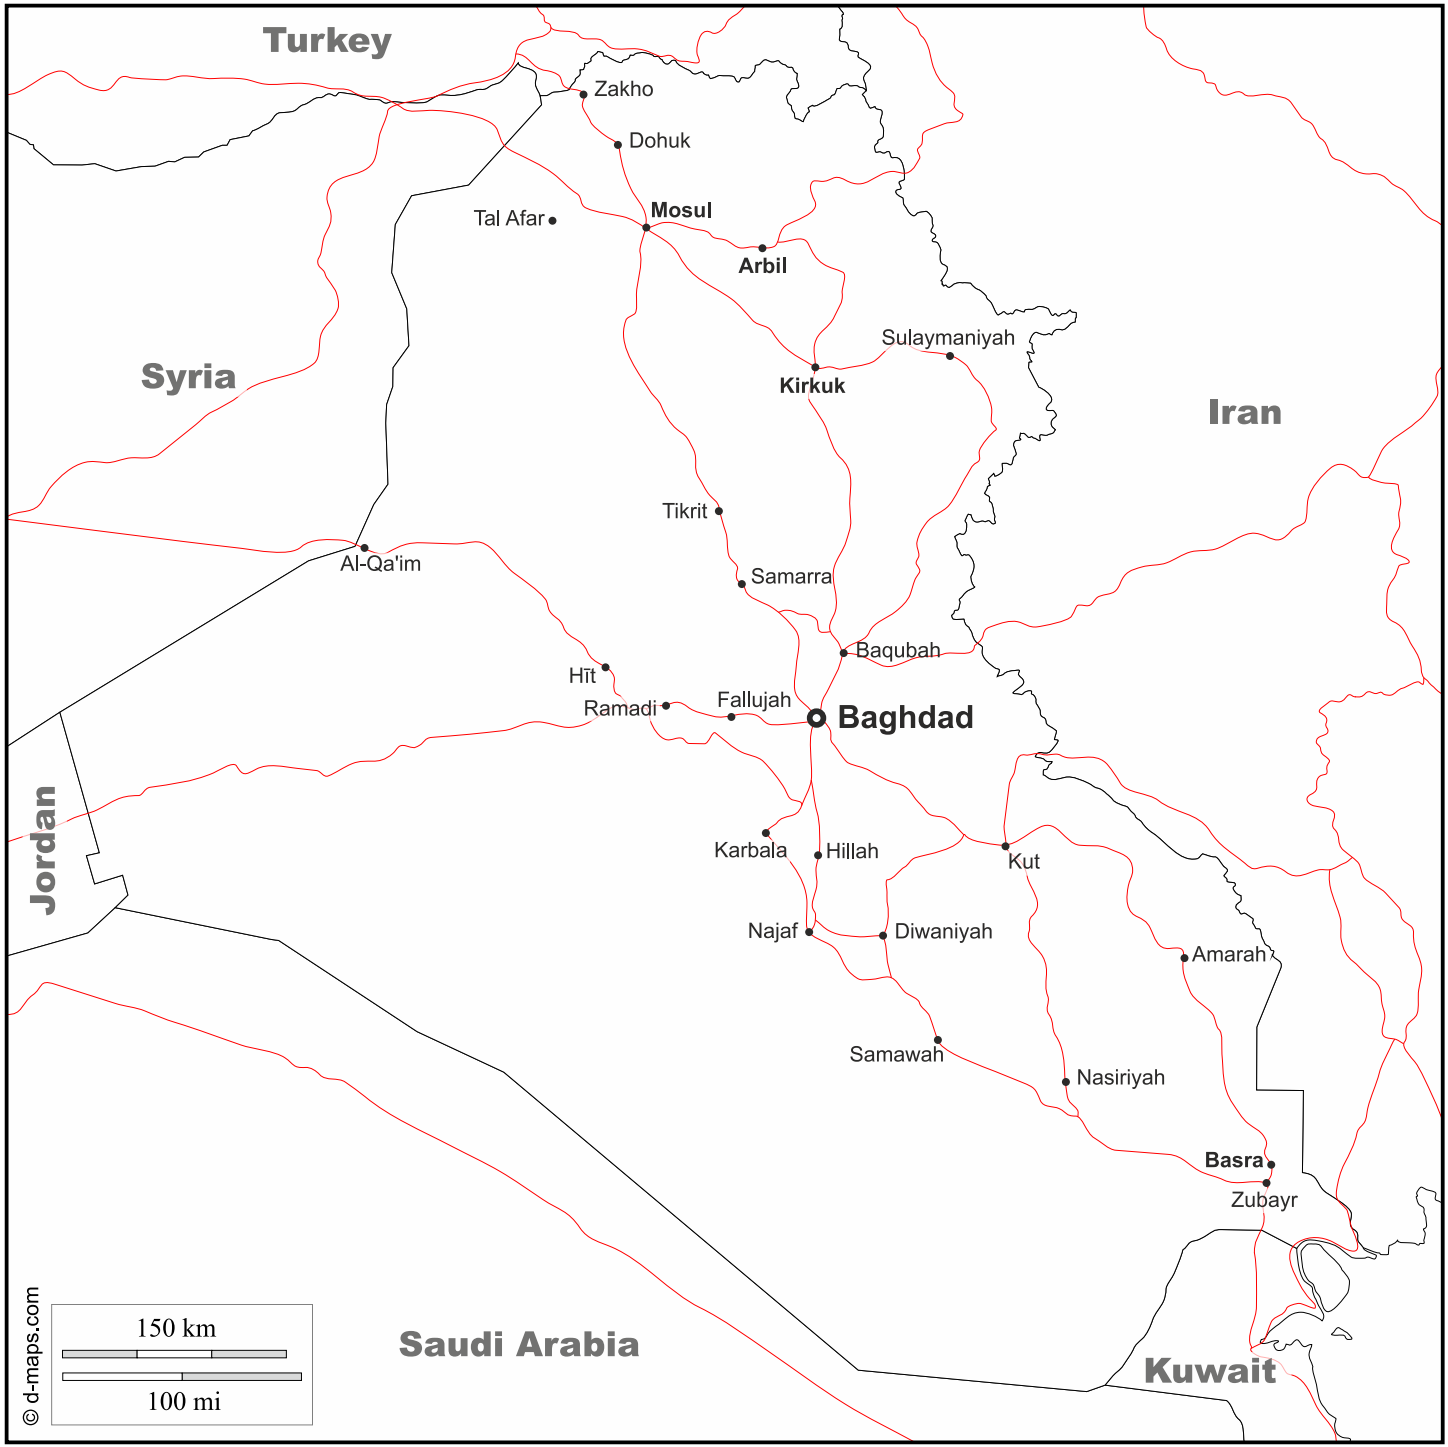 Turkey
Zakho
Dohuk
Tal Afar
Mosul
Arbil
Sulaymaniyah
Syria
Kirkuk
Iran
Tikrit
Al-Qa'im
Samarra
Baqubah
Hīt
Ramadi
Fallujah
Baghdad
Jordan
Karbala
Hillah
Kut
Najaf
Diwaniyah
Amarah
Samawah
Nasiriyah
Basra
Zubayr
150 km
100 mi
© d-maps.com
Saudi Arabia
Kuwait